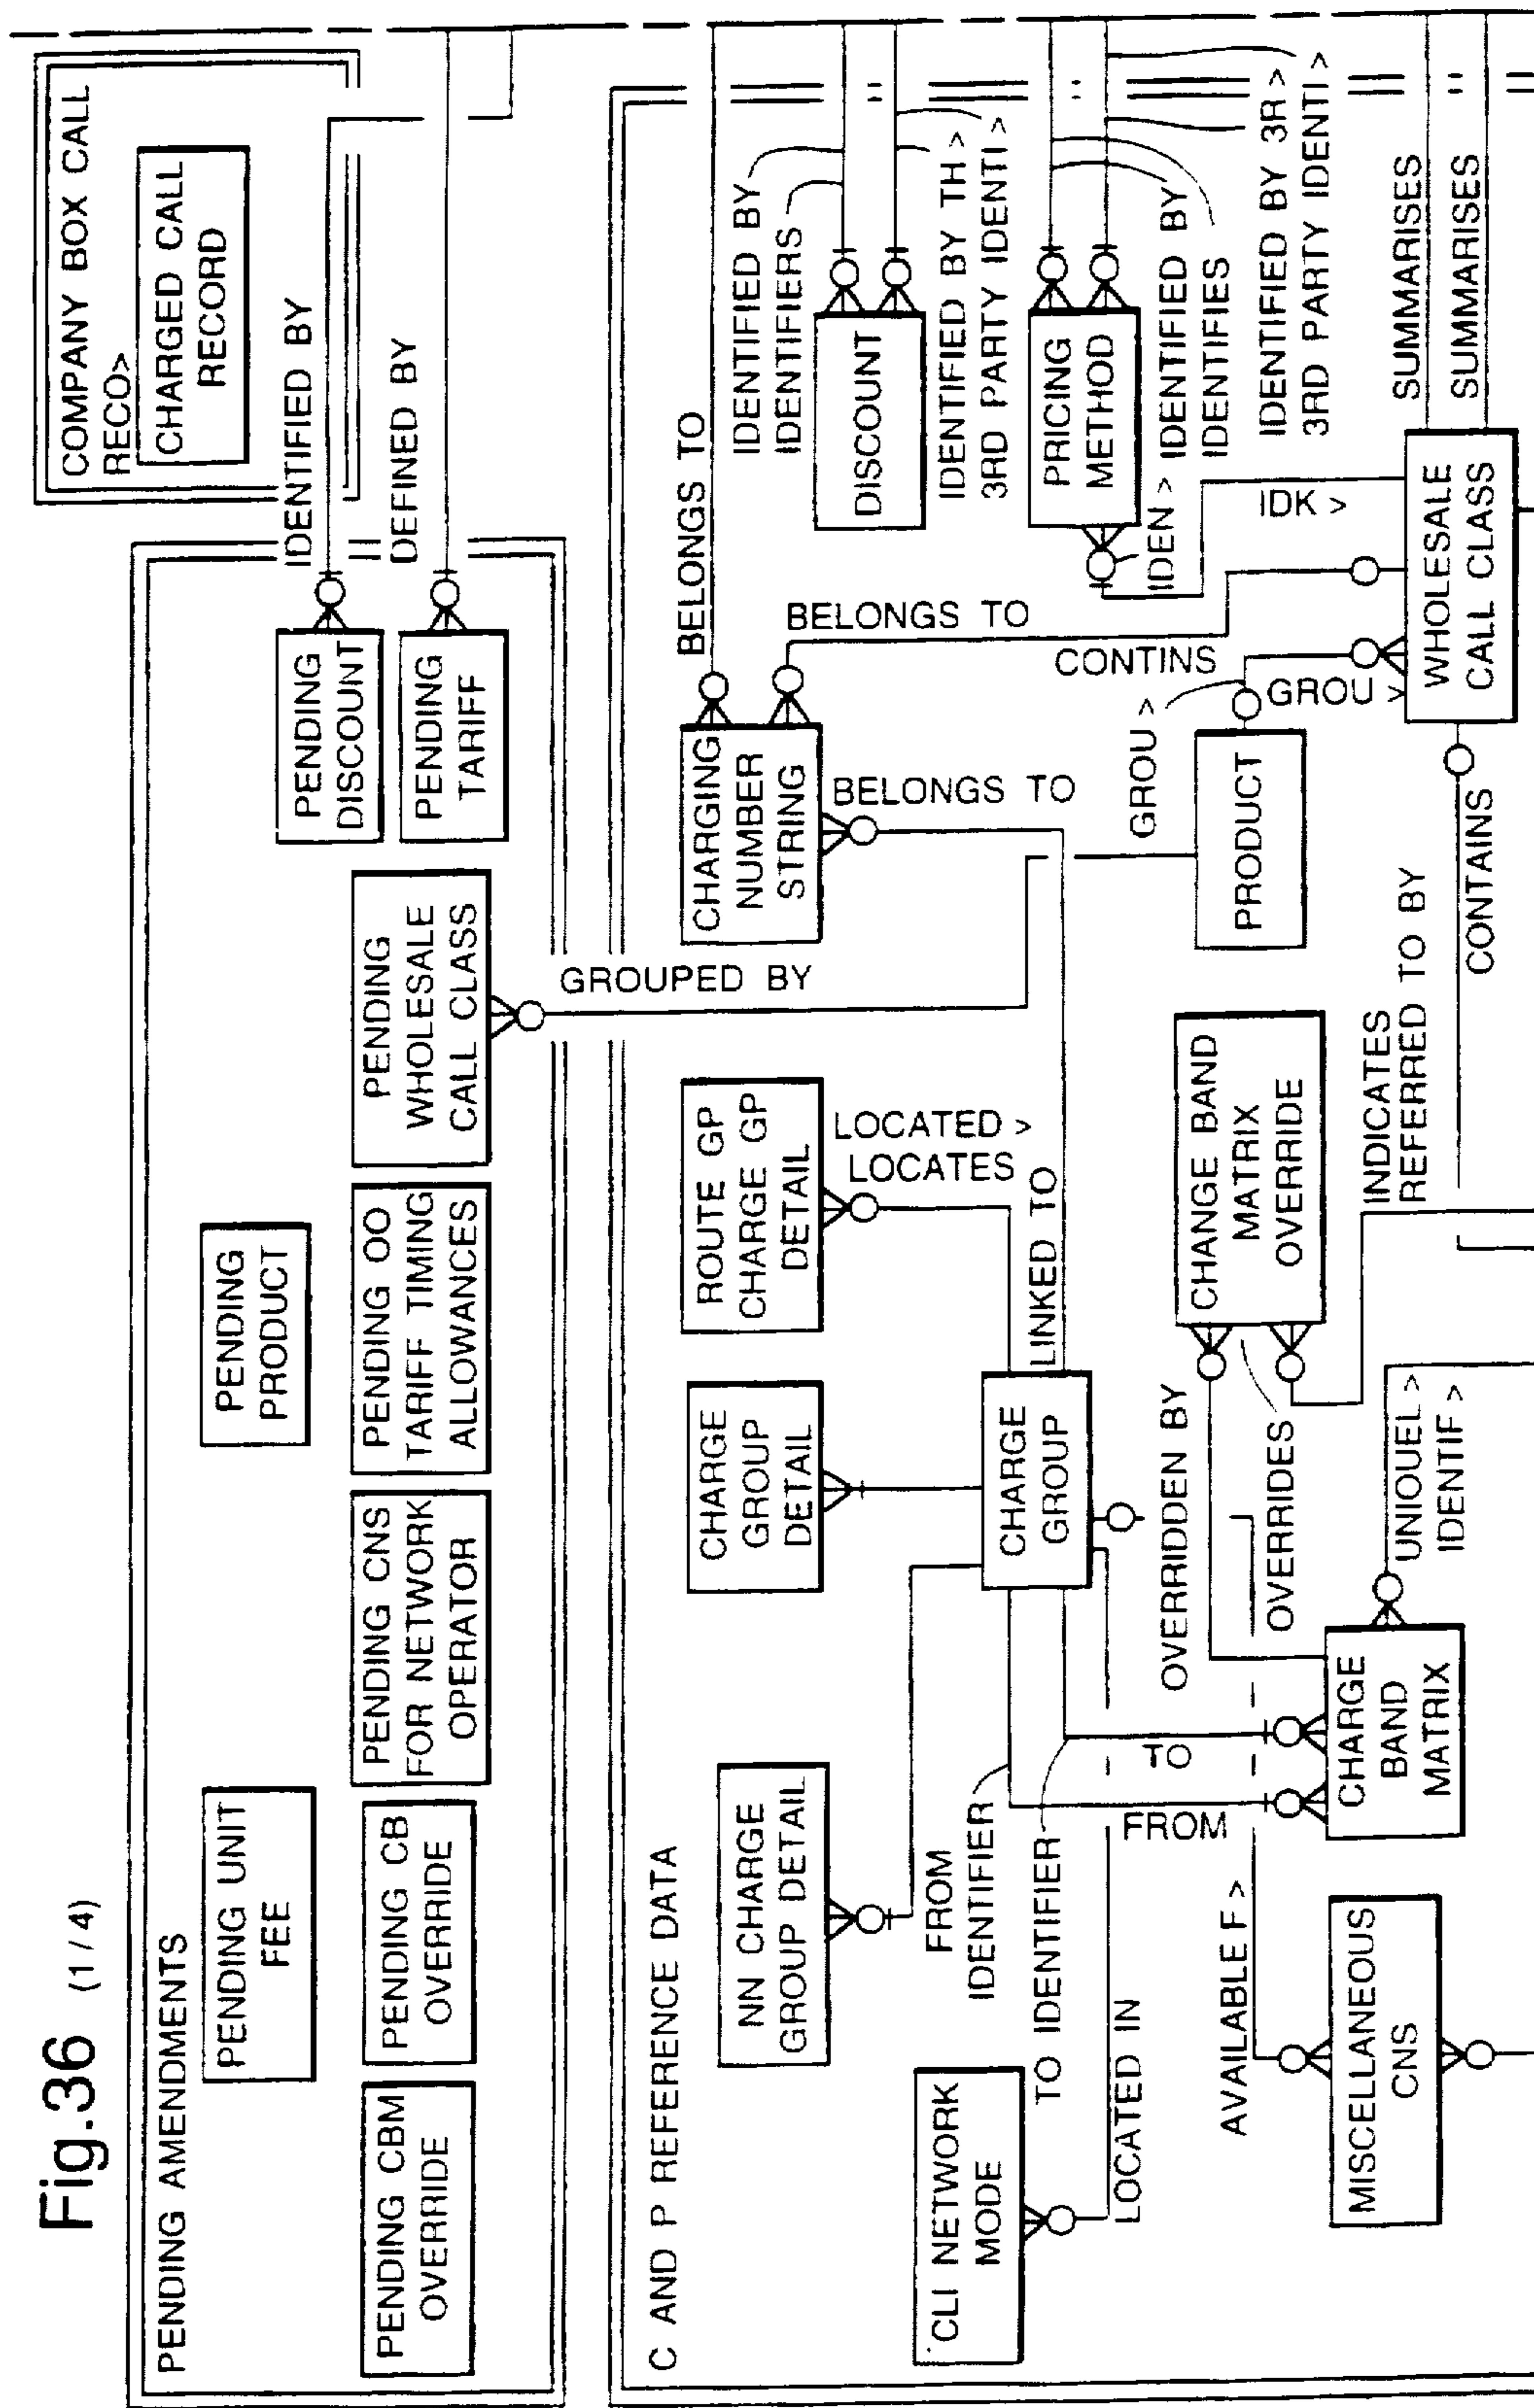 Fig.36 (1/4)
PENDING AMENDMENTS
PENDING UNIT
FEE
PENDING
PRODUCT
PENDING CBM
OVERRIDE
PENDING CB
OVERRIDE
PENDING CNS
FOR NETWORK
OPERATOR
PENDING OO
TARIFF TIMING
ALLOWANCES
PENDING
WHOLESALE
CALL CLASS
PENDING
DISCOUNT
PENDING
TARIFF
IDENTIFIED BY
DEFINED BY
COMPANY BOX CALL
RECO>
CHARGED CALL
RECORD
GROUPED BY
C AND P REFERENCE DATA
NN CHARGE
GROUP DETAIL
CHARGE
GROUP
DETAIL
ROUTE GP
CHARGE GP
DETAIL
CHARGING
NUMBER
STRING
BELONGS TO
IDENTIFIED BY
IDENTIFIERS
DISCOUNT
IDENTIFIED BY TH >
3RD PARTY IDENTI >
LOCATED >
LOCATES
BELONGS TO
BELONGS TO
CLI NETWORK
MODE
FROM
IDENTIFIER
TO IDENTIFIER
LOCATED IN
CHARGE
GROUP
LINKED TO
CONTINS
PRICING
METHOD
IDEN >
IDENTIFIED BY
IDENTIFIES
IDENTIFIED BY 3R >
3RD PARTY IDENTI >
FROM
TO
OVERRIDDEN BY
OVERRIDES
CHANGE BAND
MATRIX
OVERRIDE
GROU >
PRODUCT
GROU >
IDK >
AVAILABLE F >
MISCELLANEOUS
CNS
CHARGE
BAND
MATRIX
UNIOUEL >
IDENTIF >
INDICATES
REFERRED TO BY
CONTAINS
WHOLESALE
CALL CLASS
SUMMARISES
SUMMARISES